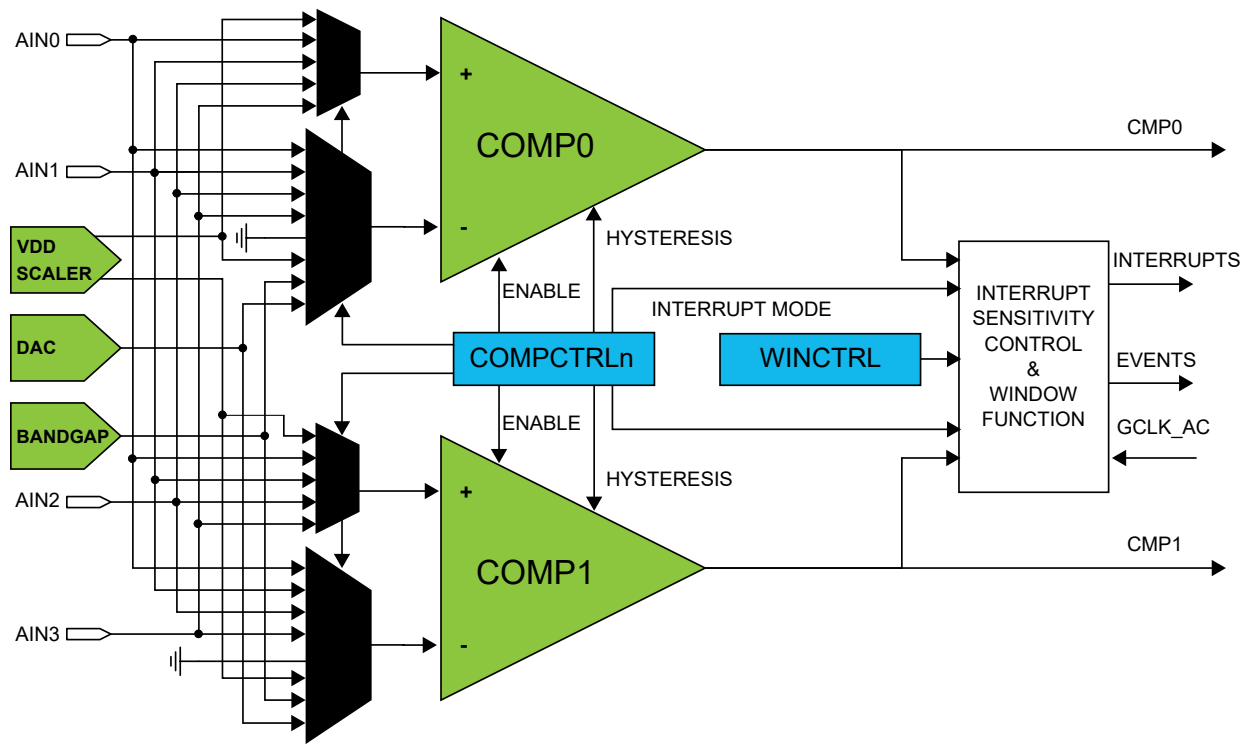 AIN0
+
COMP0
-
CMP0
AIN1
VDD
SCALER
HYSTERESIS
ENABLE
INTERRUPT MODE
INTERRUPTS
INTERRUPT
SENSITIVITY
CONTROL
&
WINDOW
FUNCTION
DAC
COMPCTRLn
WINCTRL
EVENTS
BANDGAP
ENABLE
GCLK_AC
HYSTERESIS
AIN2
+
COMP1
-
CMP1
AIN3